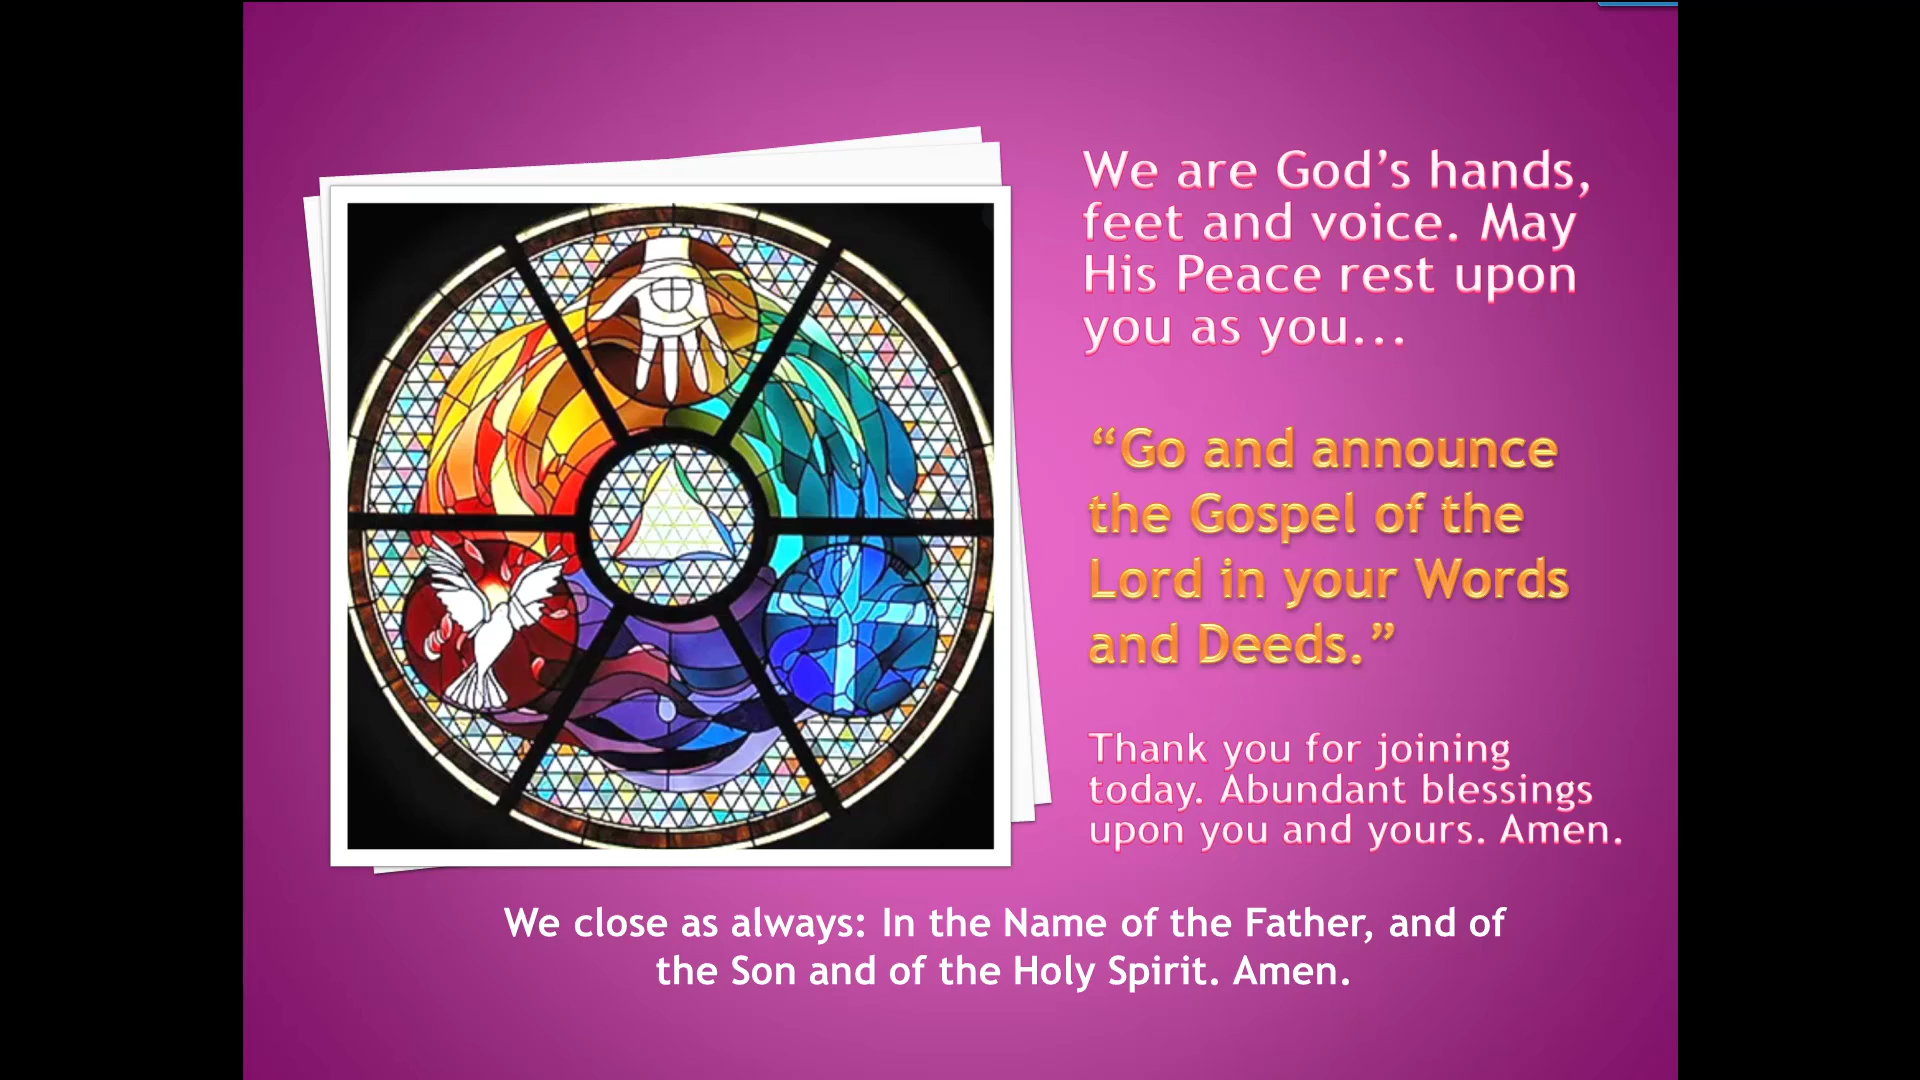 We are God’s hands,
feet and voice. May
His Peace rest upon
you as you...
“Go and announce
the Gospel of the
Lord in your Words
and Deeds.”
Thank you for joining
today. Abundant blessings
upon you and yours. Amen.
We close as always: In the Name of the Father, and of
the Son and of the Holy Spirit. Amen.